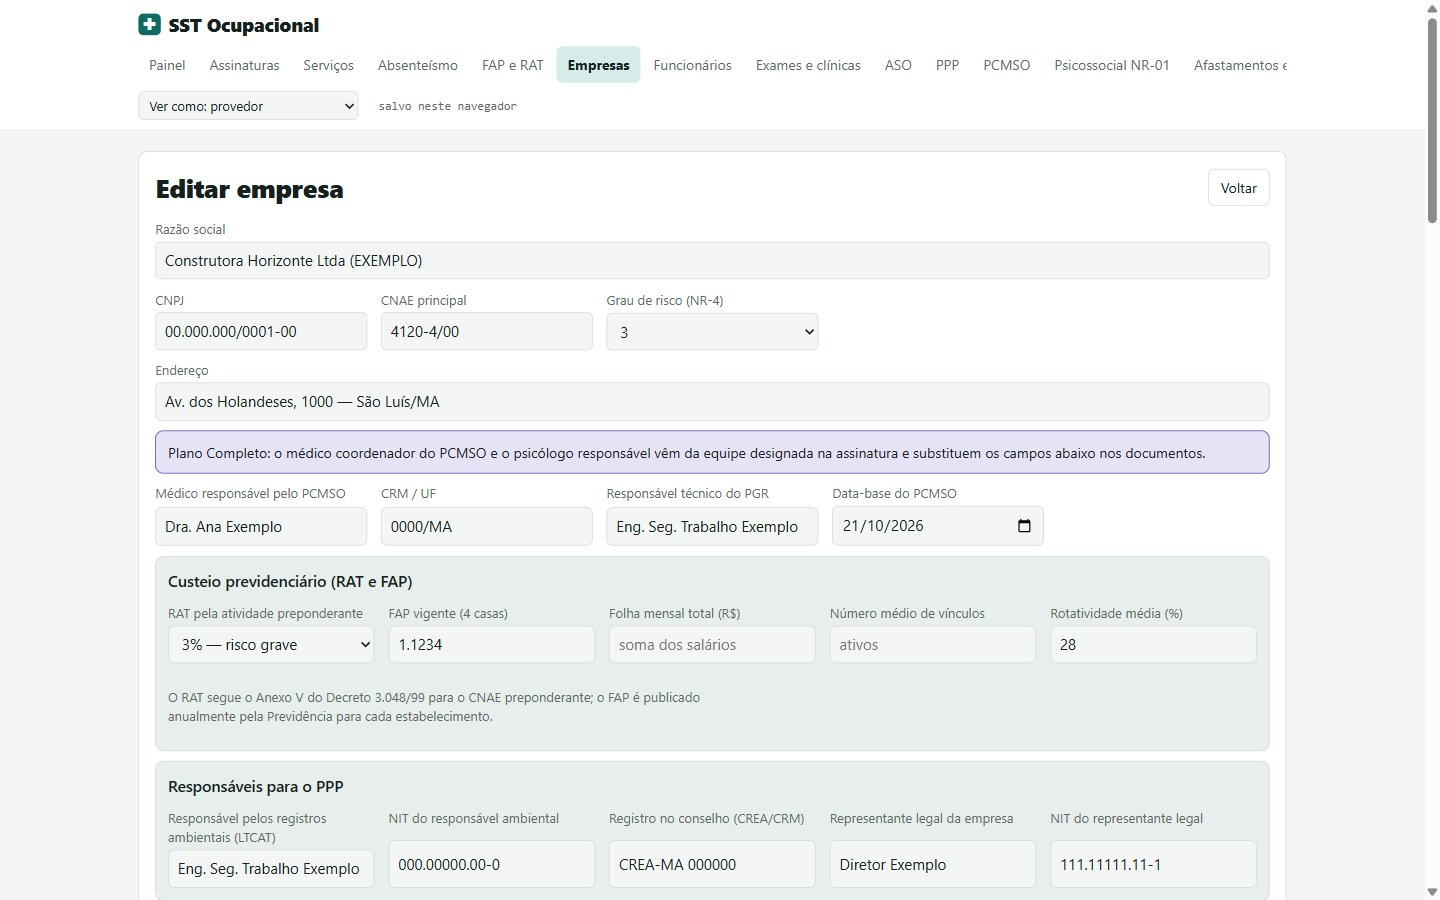 SST Ocupacional
Painel Assinaturas Serviços Absenteísmo FAP e RAT Empresas Funcionários Exames e clínicas ASO PPP PCMSO Psicossocial NR-01 Afastamentos e
Ver como: provedor salvo neste navegador
Editar empresa Voltar
Razão social
Construtora Horizonte Ltda (EXEMPLO)
CNPJ CNAE principal Grau de risco (NR-4)
00.000.000/0001-00 4120-4/00 3
Endereço
Av. dos Holandeses, 1000 — São Luís/MA
Plano Completo: o médico coordenador do PCMSO e o psicólogo responsável vêm da equipe designada na assinatura e substituem os campos abaixo nos documentos.
Médico responsável pelo PCMSO CRM / UF Responsável técnico do PGR Data-base do PCMSO
Dra. Ana Exemplo 0000/MA Eng. Seg. Trabalho Exemplo 21/10/2026
Custeio previdenciário (RAT e FAP)
RAT pela atividade preponderante FAP vigente (4 casas) Folha mensal total (R$) Número médio de vínculos Rotatividade média (%)
3% — risco grave 1.1234 soma dos salários ativos 28
O RAT segue o Anexo V do Decreto 3.048/99 para o CNAE preponderante; o FAP é publicado
anualmente pela Previdência para cada estabelecimento.
Responsáveis para o PPP
Responsável pelos registros ambientais (LTCAT) NIT do responsável ambiental Registro no conselho (CREA/CRM) Representante legal da empresa NIT do representante legal
Eng. Seg. Trabalho Exemplo 000.00000.00-0 CREA-MA 000000 Diretor Exemplo 111.11111.11-1